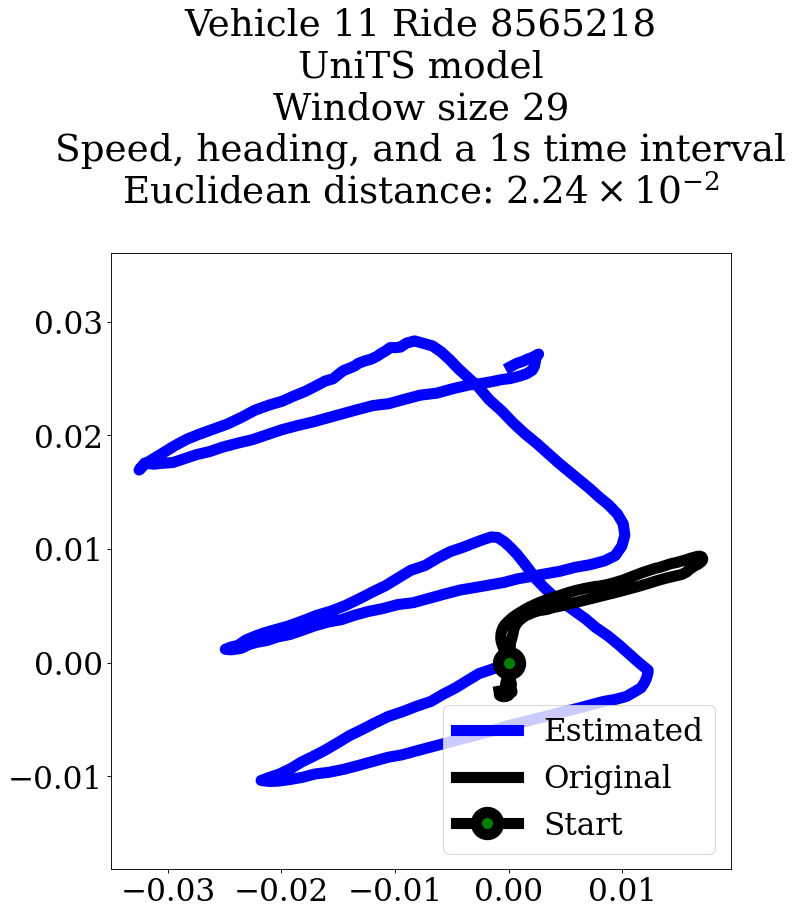 Vehicle 11 Ride 8565218
UniTS model
Window size 29
Speed, heading, and a 1s time interval
Euclidean distance: 2.24 × 10⁻²
0.03
0.02
0.01
0.00
−0.01
Estimated
Original
Start
−0.03 −0.02 −0.01 0.00 0.01